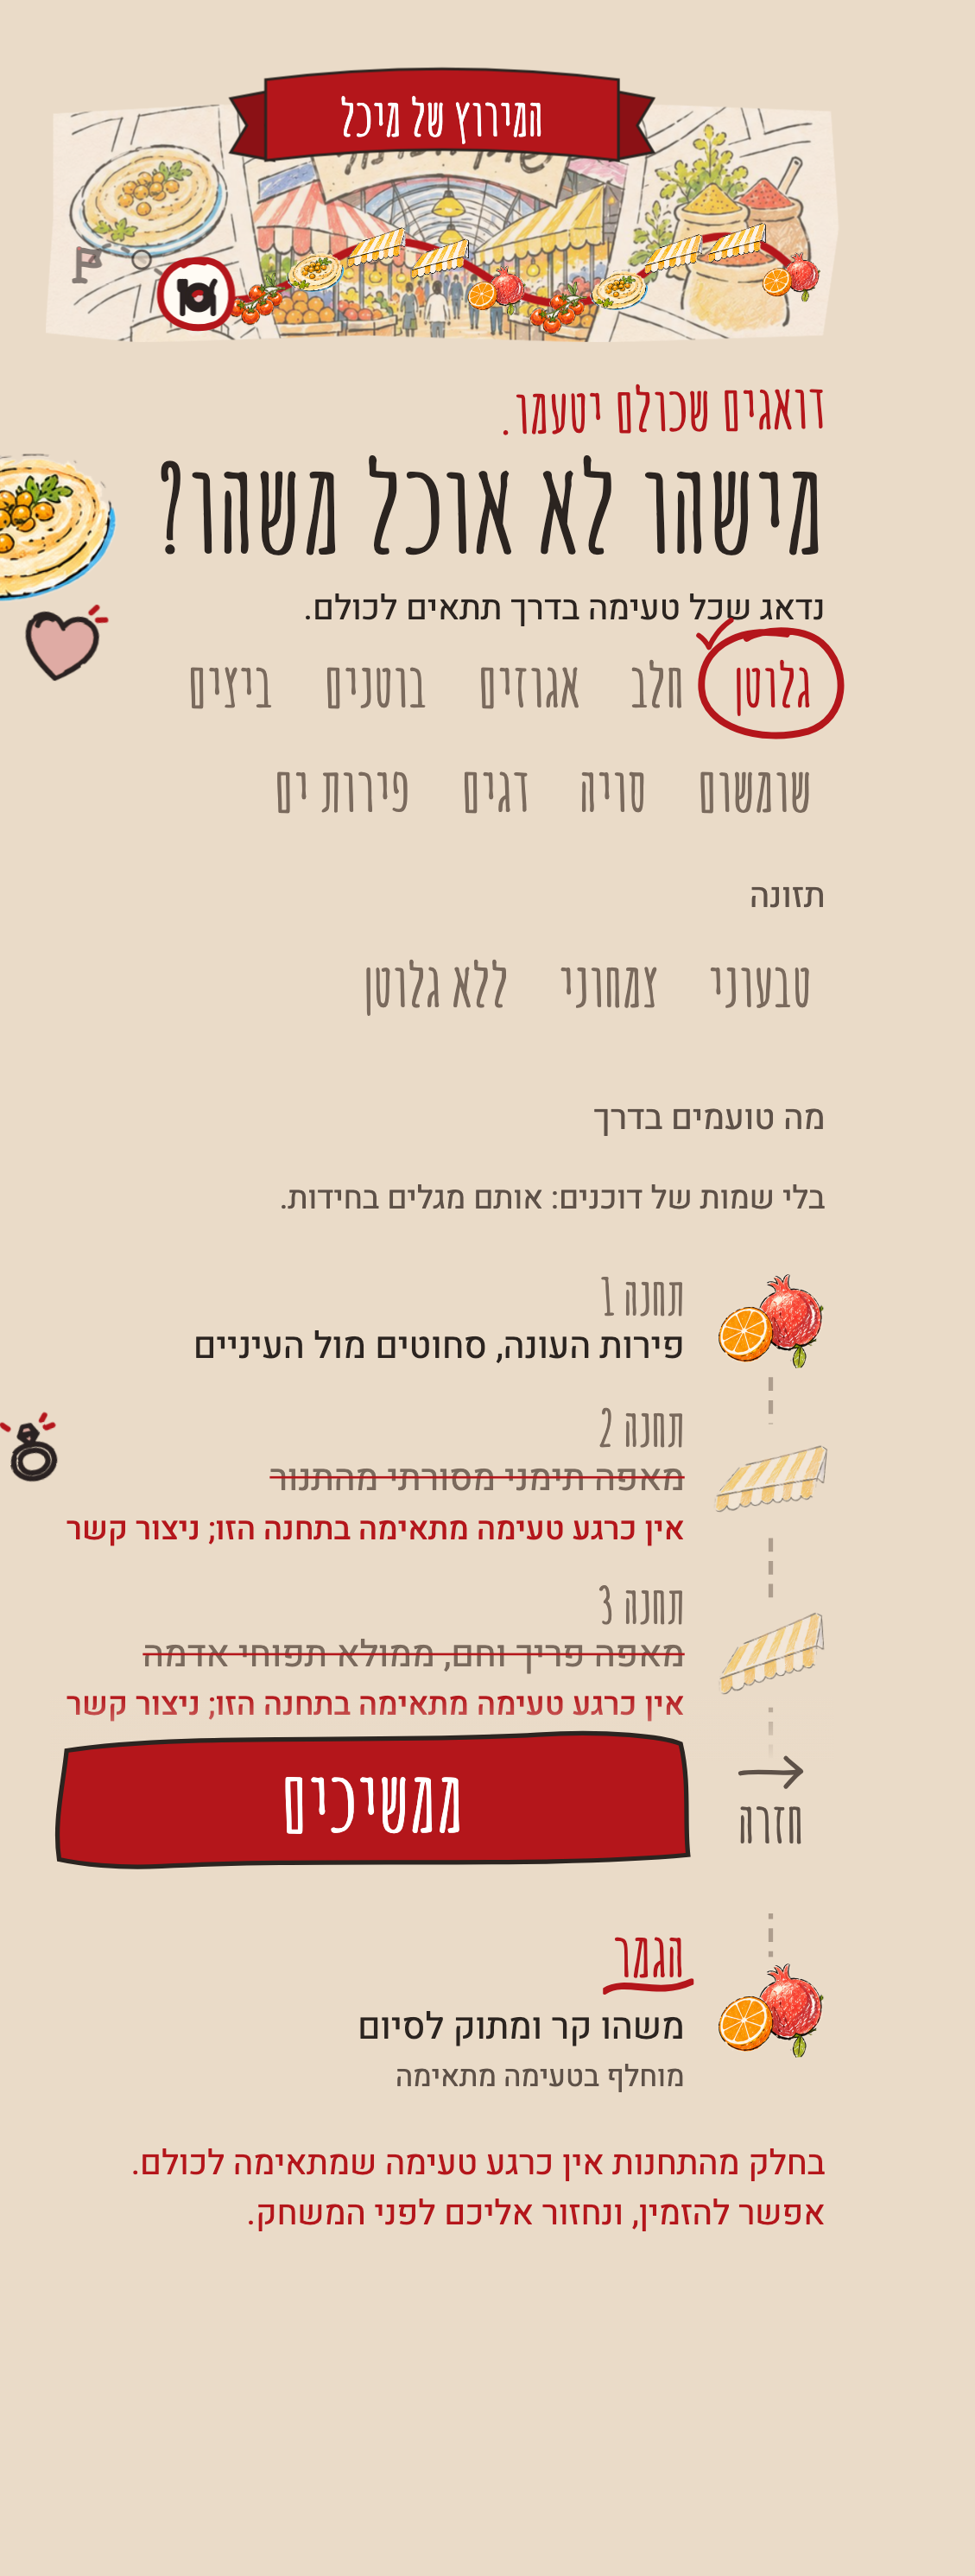 המירוץ של מיכל
דואגים שכולם יטעמו.
מישהו לא אוכל משהו?
נדאג שכל טעימה בדרך תתאים לכולם.
גלוטן חלב אגוזים בוטנים ביצים
שומשום סויה דגים פירות ים
תזונה
טבעוני צמחוני ללא גלוטן
מה טועמים בדרך
בלי שמות של דוכנים: אותם מגלים בחידות.
תחנה 1
פירות העונה, סחוטים מול העיניים
תחנה 2
מאפה תימני מסורתי מהתנור
אין כרגע טעימה מתאימה בתחנה הזו; ניצור קשר
תחנה 3
מאפה פריך וחם, ממולא תפוחי אדמה
אין כרגע טעימה מתאימה בתחנה הזו; ניצור קשר
חזרה
ממשיכים
הגמר
משהו קר ומתוק לסיום
מוחלף בטעימה מתאימה
בחלק מהתחנות אין כרגע טעימה שמתאימה לכולם.
אפשר להזמין, ונחזור אליכם לפני המשחק.